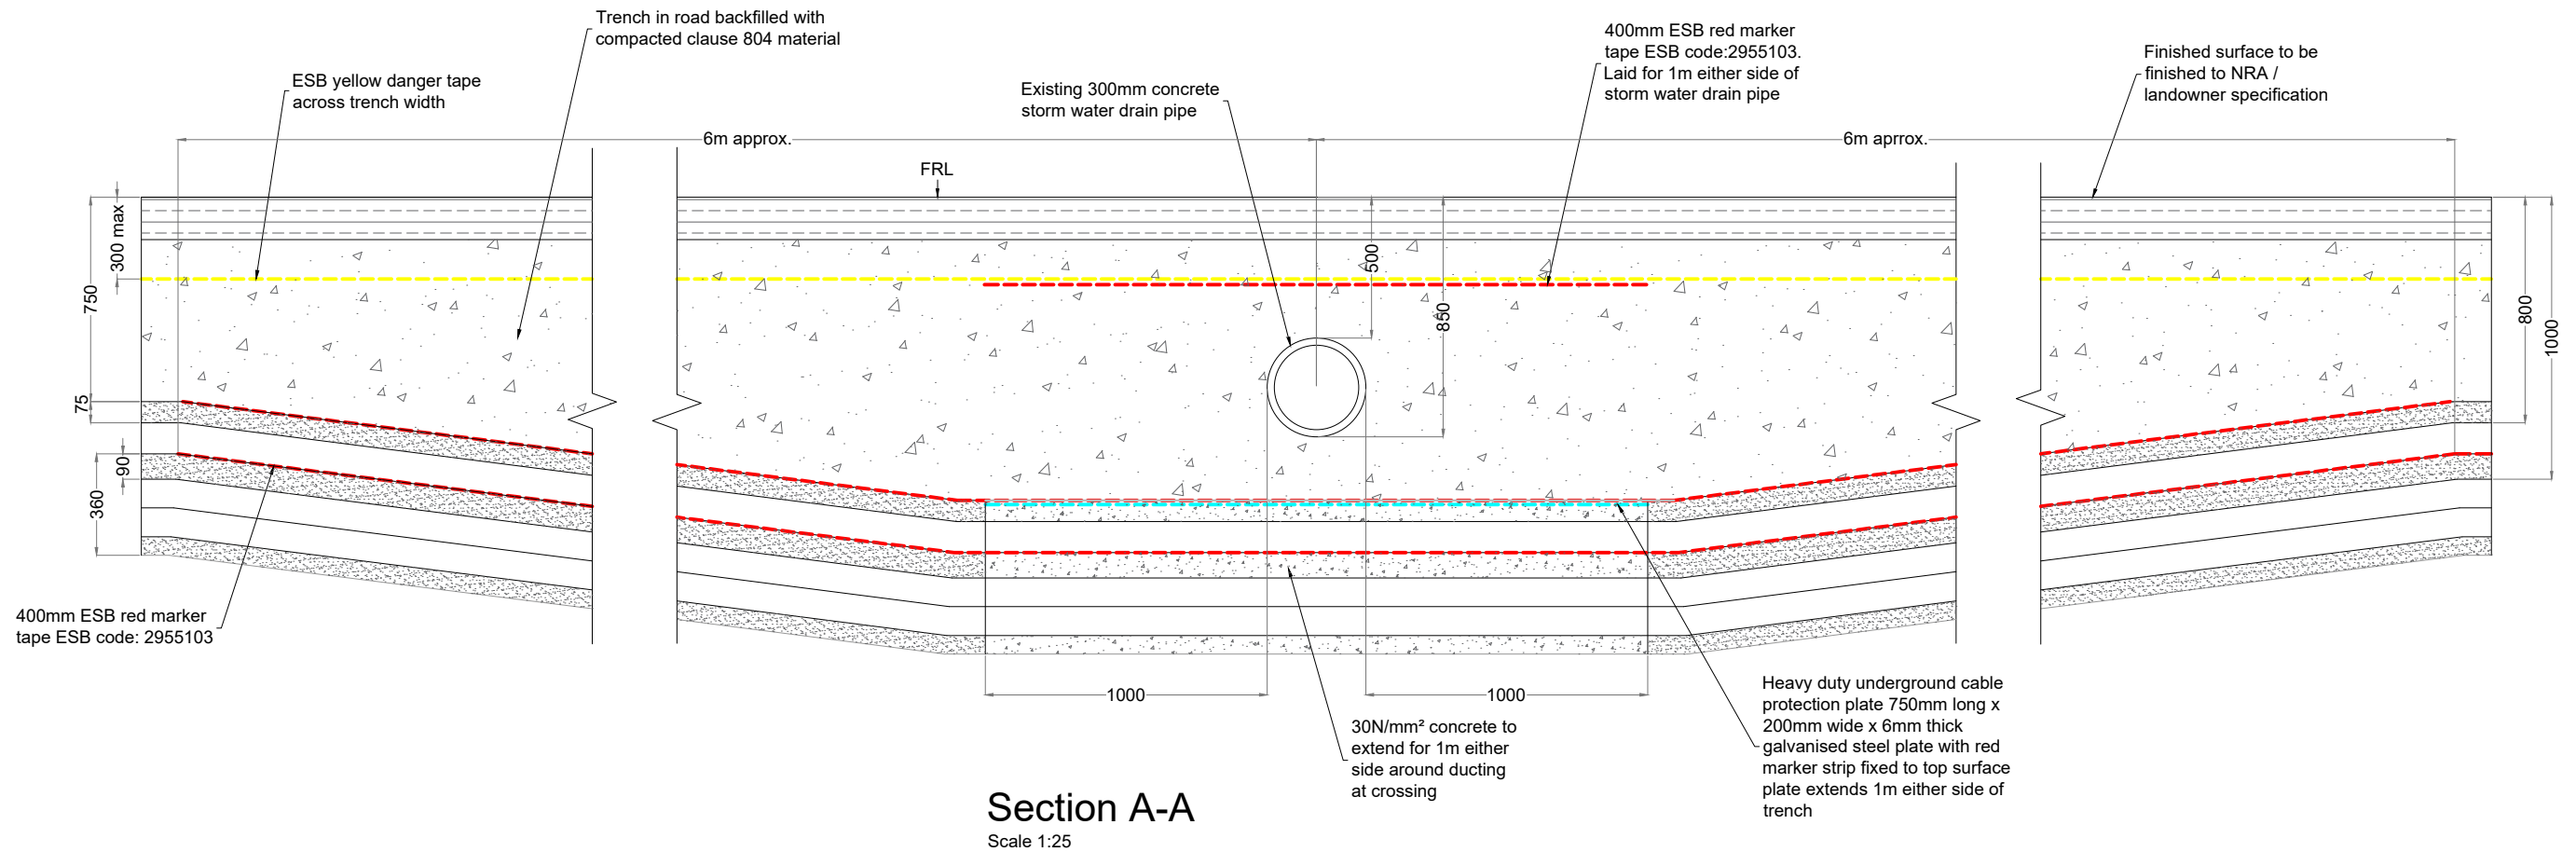 Trench in road backfilled with
compacted clause 804 material
400mm ESB red marker
tape ESB code:2955103.
Laid for 1m either side of
storm water drain pipe
Finished surface to be
finished to NRA /
landowner specification
ESB yellow danger tape
across trench width
Existing 300mm concrete
storm water drain pipe
6m approx.
6m aprrox.
FRL
300 max
750
75
90
360
500
850
800
1000
400mm ESB red marker
tape ESB code: 2955103
1000
1000
30N/mm² concrete to
extend for 1m either
side around ducting
at crossing
Heavy duty underground cable
protection plate 750mm long x
200mm wide x 6mm thick
galvanised steel plate with red
marker strip fixed to top surface
plate extends 1m either side of
trench
Section A-A
Scale 1:25